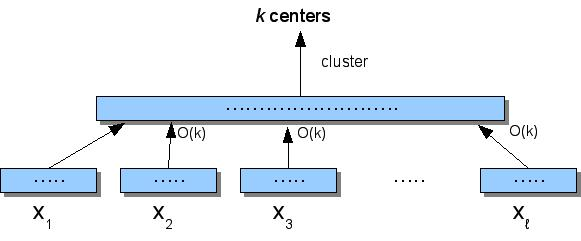 k centers
cluster
........................
O(k) O(k) O(k)
..... ..... ..... ..... .....
X1 X2 X3 Xℓ